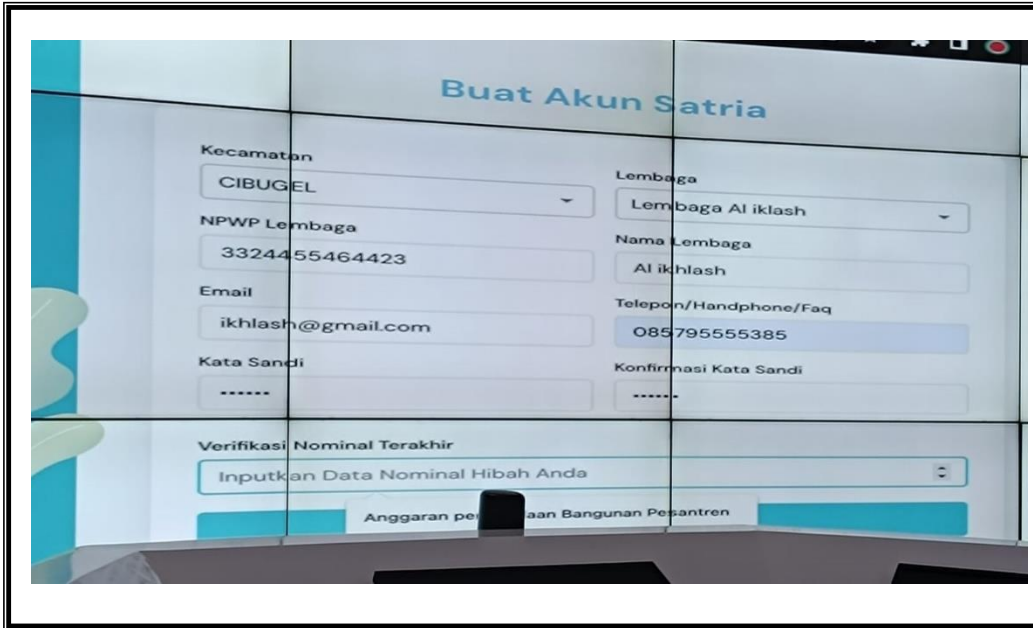 Buat Akun Satria
Kecamatan
CIBUGEL
Lembaga
Lembaga Al iklash
NPWP Lembaga
3324455464423
Nama Lembaga
Al ikhlash
Email
ikhlash@gmail.com
Telepon/Handphone/Faq
085795555385
Kata Sandi
••••••
Konfirmasi Kata Sandi
••••••
Verifikasi Nominal Terakhir
Inputkan Data Nominal Hibah Anda
Anggaran Bangunan Pesantren